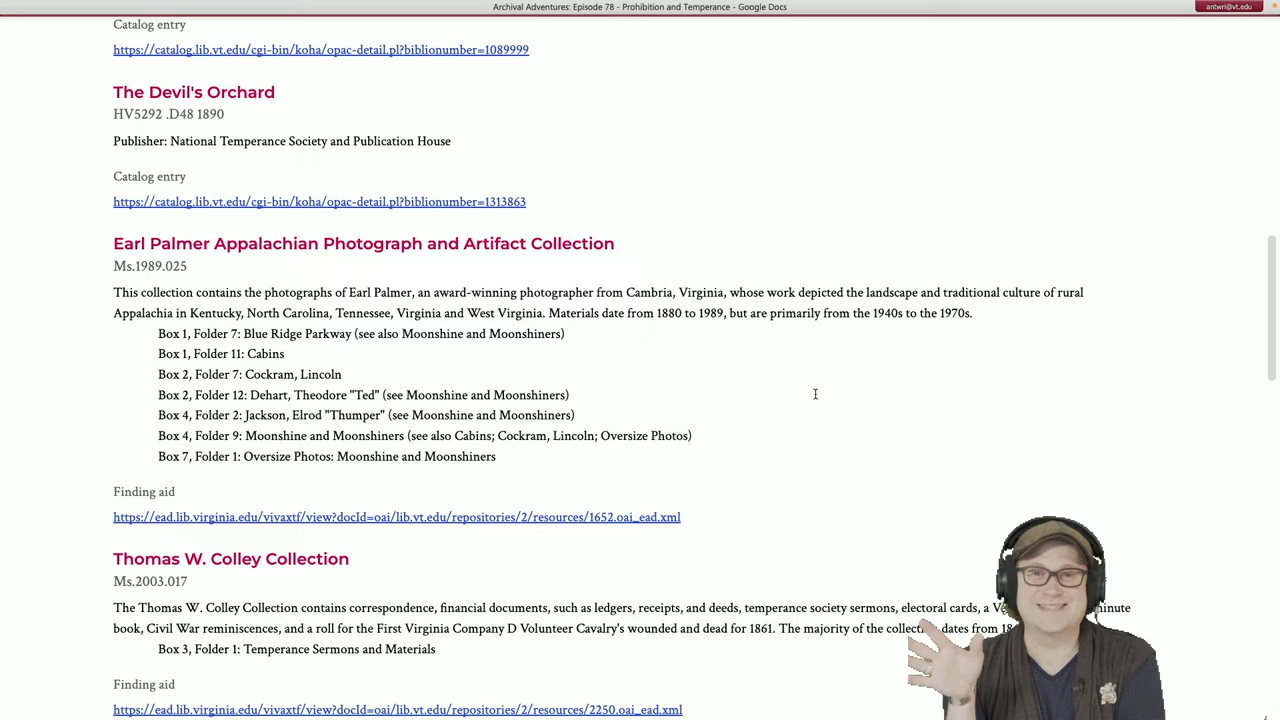 Archival Adventures: Episode 78 - Prohibition and Temperance - Google Docs
antwri@vt.edu
Catalog entry
https://catalog.lib.vt.edu/cgi-bin/koha/opac-detail.pl?biblionumber=1089999
The Devil's Orchard
HV5292 .D48 1890
Publisher: National Temperance Society and Publication House
Catalog entry
https://catalog.lib.vt.edu/cgi-bin/koha/opac-detail.pl?biblionumber=1313863
Earl Palmer Appalachian Photograph and Artifact Collection
Ms.1989.025
This collection contains the photographs of Earl Palmer, an award-winning photographer from Cambria, Virginia, whose work depicted the landscape and traditional culture of rural
Appalachia in Kentucky, North Carolina, Tennessee, Virginia and West Virginia. Materials date from 1880 to 1989, but are primarily from the 1940s to the 1970s.
Box 1, Folder 7: Blue Ridge Parkway (see also Moonshine and Moonshiners)
Box 1, Folder 11: Cabins
Box 2, Folder 7: Cockram, Lincoln
Box 2, Folder 12: Dehart, Theodore "Ted" (see Moonshine and Moonshiners)
Box 4, Folder 2: Jackson, Elrod "Thumper" (see Moonshine and Moonshiners)
Box 4, Folder 9: Moonshine and Moonshiners (see also Cabins; Cockram, Lincoln; Oversize Photos)
Box 7, Folder 1: Oversize Photos: Moonshine and Moonshiners
Finding aid
https://ead.lib.virginia.edu/vivaxtf/view?docId=oai/lib.vt.edu/repositories/2/resources/1652.oai_ead.xml
Thomas W. Colley Collection
Ms.2003.017
The Thomas W. Colley Collection contains correspondence, financial documents, such as ledgers, receipts, and deeds, temperance society sermons, electoral cards, a
book, Civil War reminiscences, and a roll for the First Virginia Company D Volunteer Cavalry's wounded and dead for 1861. The majority of the dates from
Box 3, Folder 1: Temperance Sermons and Materials
Finding aid
https://ead.lib.virginia.edu/vivaxtf/view?docId=oai/lib.vt.edu/repositories/2/resources/2250.oai_ead.xml